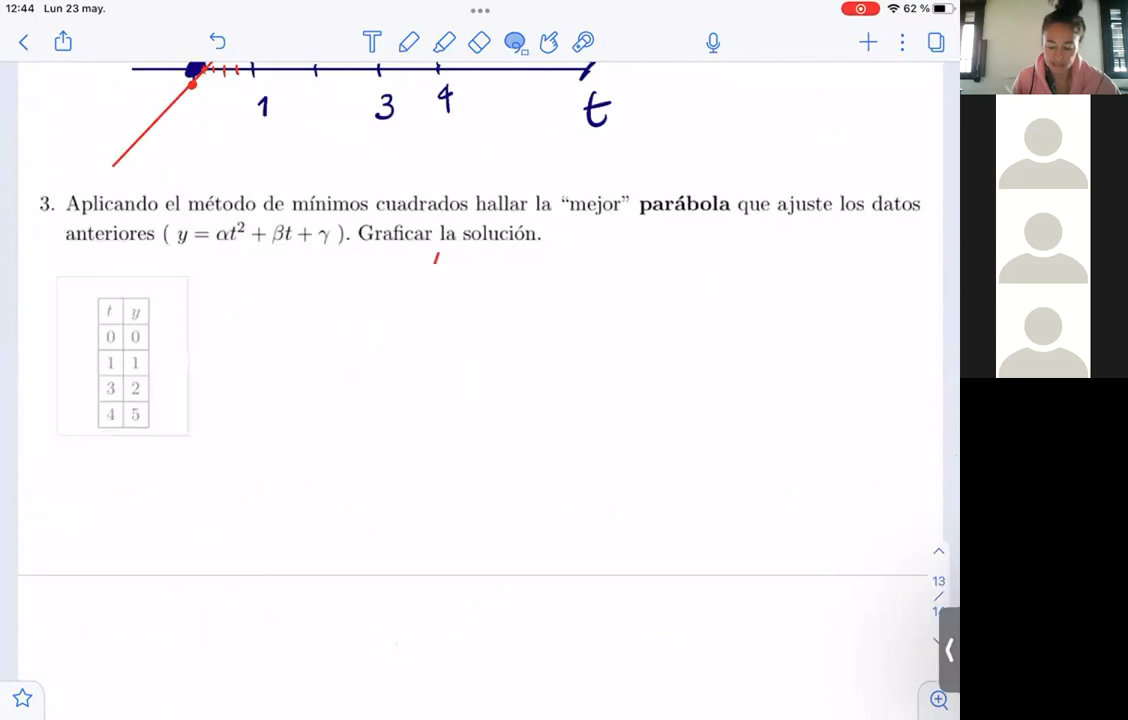 12:44 Lun 23 may.
62 %
1 3 4 t
3. Aplicando el método de mínimos cuadrados hallar la “mejor” parábola que ajuste los datos
anteriores ( y = αt² + βt + γ ). Graficar la solución.
t y
0 0
1 1
3 2
4 5
13
/